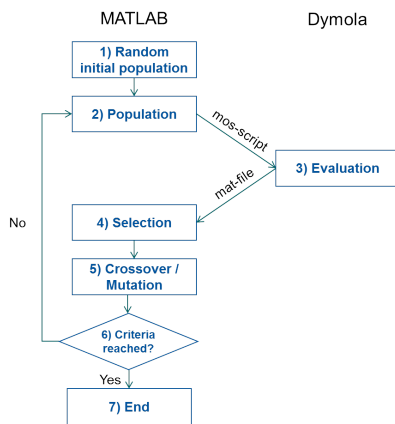 MATLAB
Dymola
1) Random
initial population
2) Population
mos-script
3) Evaluation
mat-file
No
4) Selection
5) Crossover /
Mutation
6) Criteria
reached?
Yes
7) End